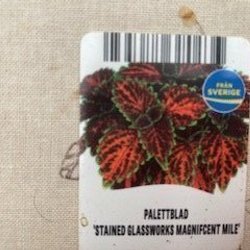 FRÅN
SVERIGE
PALETTBLAD
'STAINED GLASSWORKS MAGNIFCENT MILE'